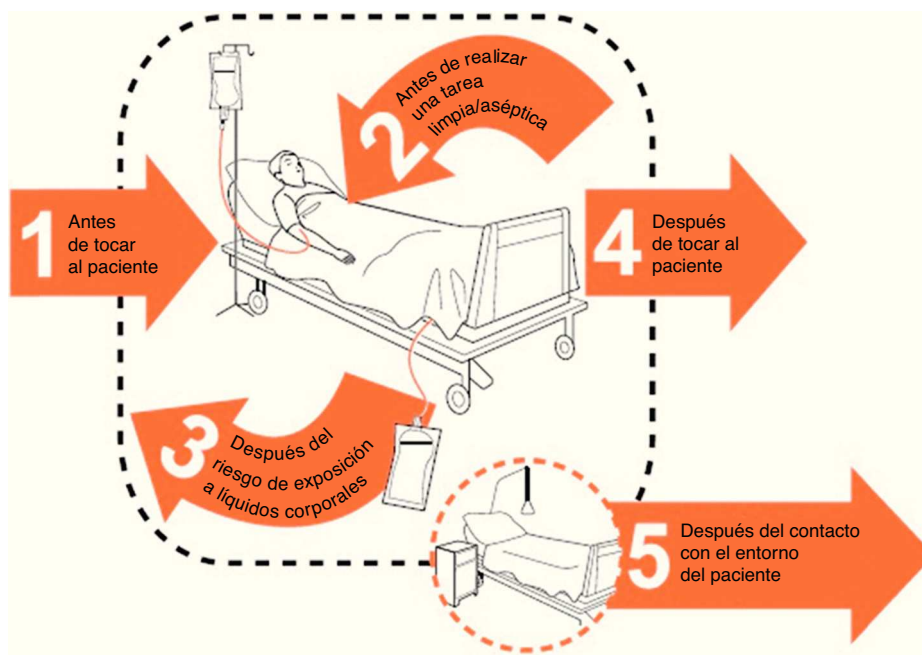 1 Antes
de tocar
al paciente
2 Antes de realizar
una tarea
limpia/aséptica
3 Después del
riesgo de exposición
a líquidos corporales
4 Después
de tocar al
paciente
5 Después del contacto
con el entorno
del paciente